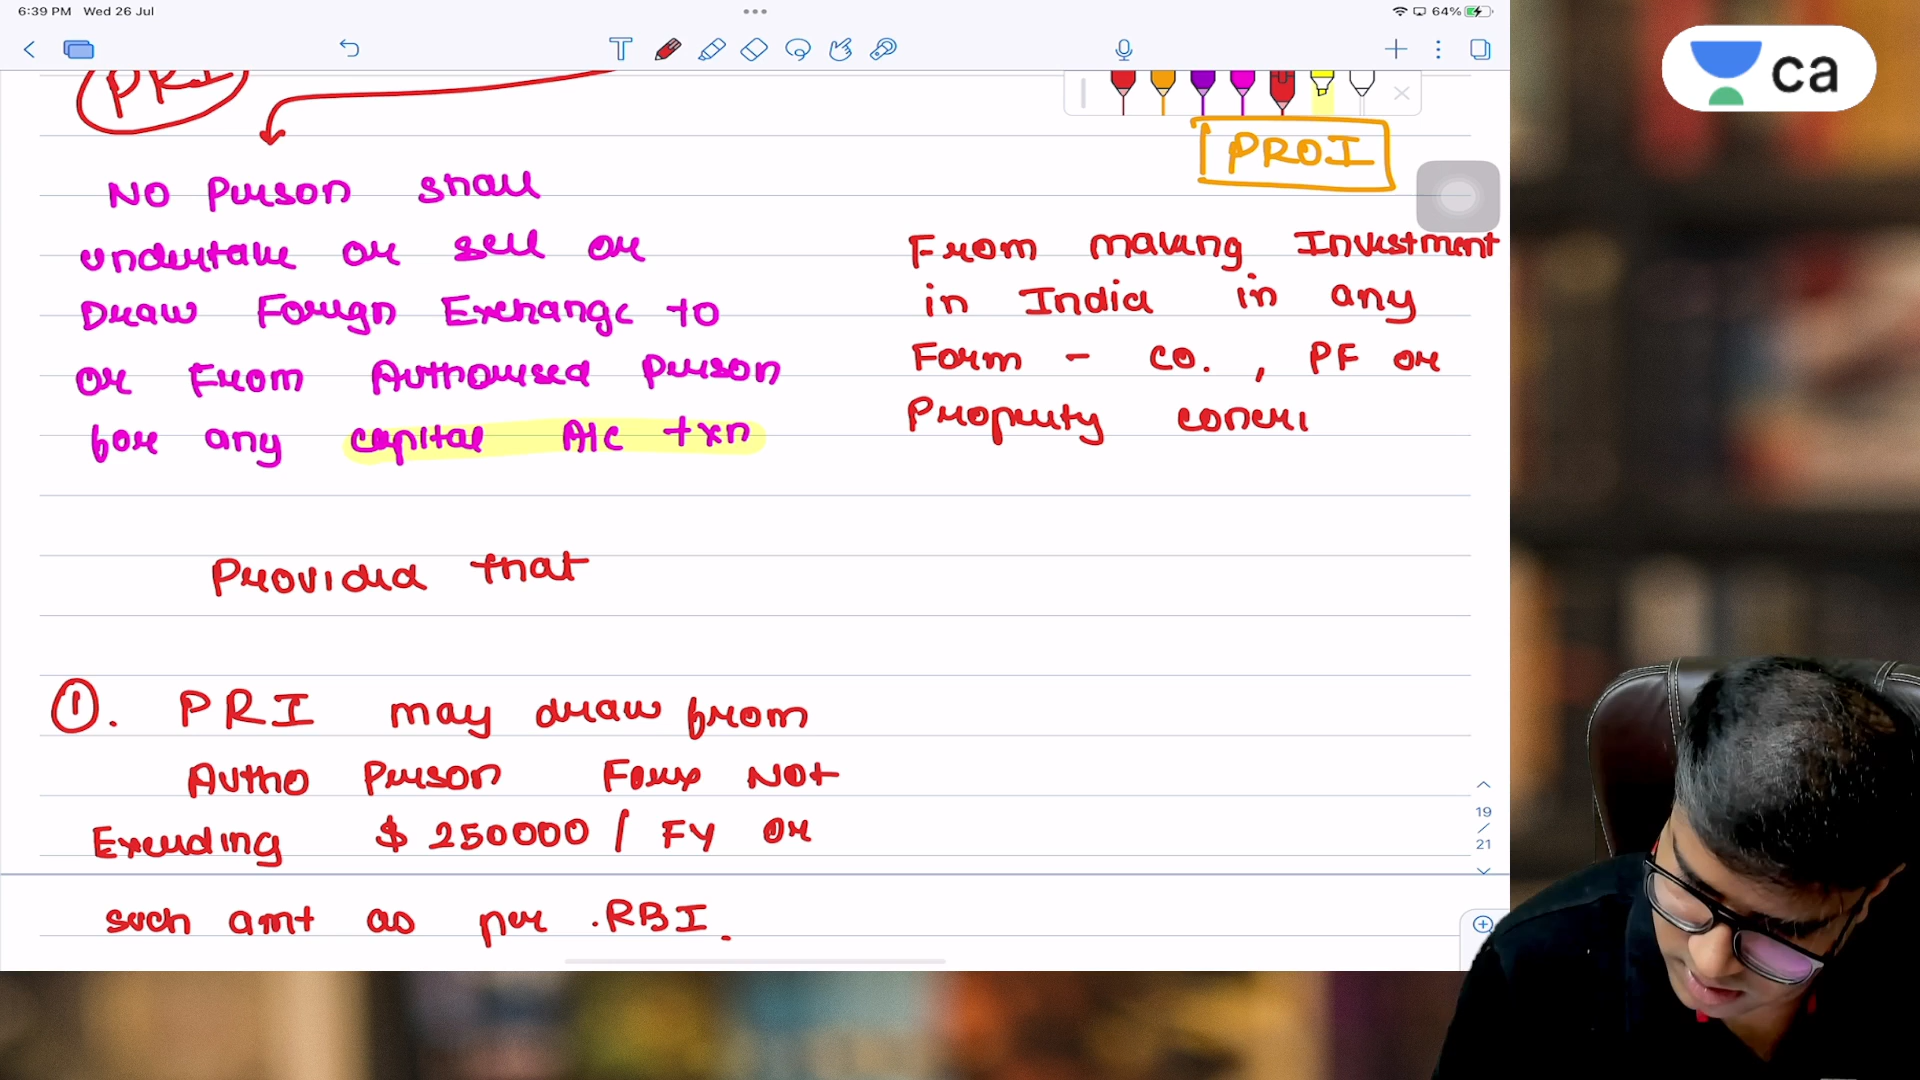 6:39 PM Wed 26 Jul
64%
ca
PRI
PROI
No Person shall
undertake or sell or
Draw Foreign Exchange to
or From Authorised Person
for any capital A/c txn
From making Investment
in India in any
Form - co. , PF or
Property concer
Provided that
1. PRI may draw from
Autho Person Forex Not
Exceeding $ 250000 / FY or
such amt as per .RBI.
19
/
21